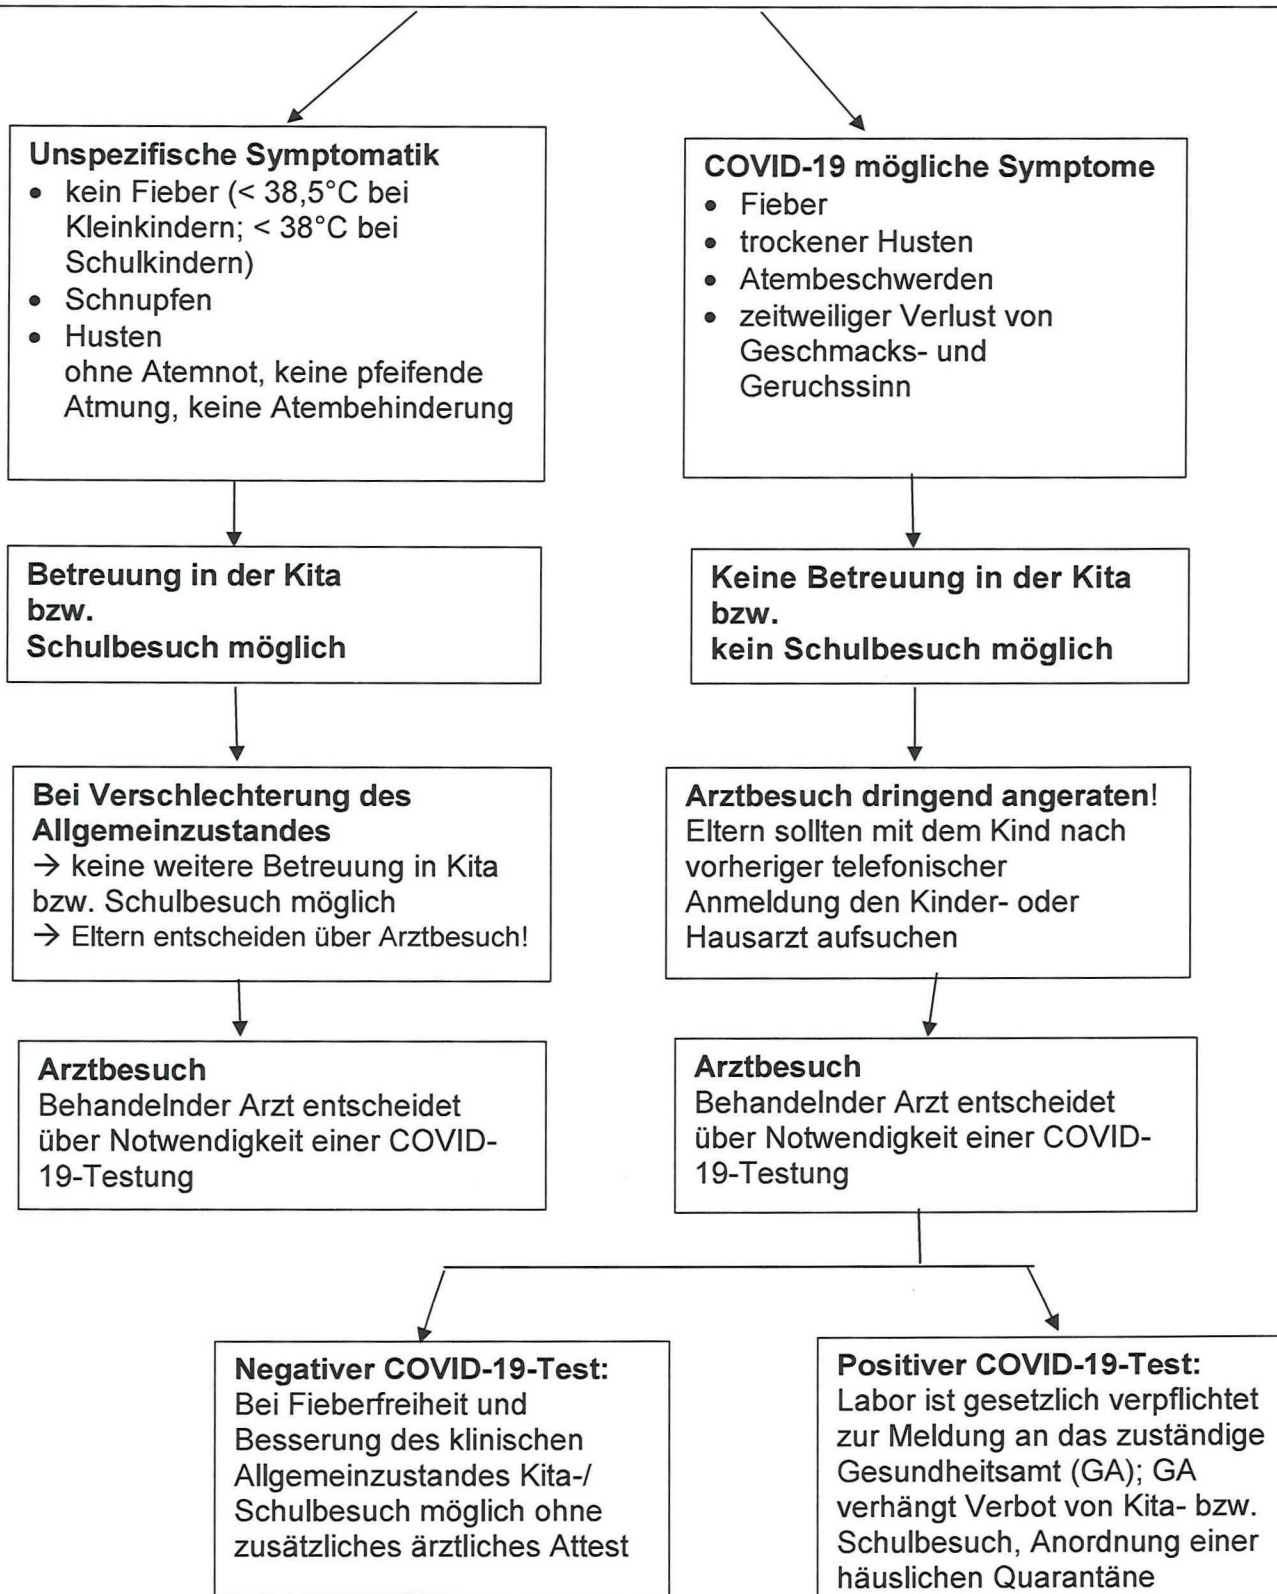 Unspezifische Symptomatik
• kein Fieber (< 38,5°C bei
Kleinkindern; < 38°C bei
Schulkindern)
• Schnupfen
• Husten
ohne Atemnot, keine pfeifende
Atmung, keine Atembehinderung
COVID-19 mögliche Symptome
• Fieber
• trockener Husten
• Atembeschwerden
• zeitweiliger Verlust von
Geschmacks- und
Geruchssinn
Betreuung in der Kita
bzw.
Schulbesuch möglich
Keine Betreuung in der Kita
bzw.
kein Schulbesuch möglich
Bei Verschlechterung des
Allgemeinzustandes
→ keine weitere Betreuung in Kita
bzw. Schulbesuch möglich
→ Eltern entscheiden über Arztbesuch!
Arztbesuch dringend angeraten!
Eltern sollten mit dem Kind nach
vorheriger telefonischer
Anmeldung den Kinder- oder
Hausarzt aufsuchen
Arztbesuch
Behandelnder Arzt entscheidet
über Notwendigkeit einer COVID-
19-Testung
Arztbesuch
Behandelnder Arzt entscheidet
über Notwendigkeit einer COVID-
19-Testung
Negativer COVID-19-Test:
Bei Fieberfreiheit und
Besserung des klinischen
Allgemeinzustandes Kita-/
Schulbesuch möglich ohne
zusätzliches ärztliches Attest
Positiver COVID-19-Test:
Labor ist gesetzlich verpflichtet
zur Meldung an das zuständige
Gesundheitsamt (GA); GA
verhängt Verbot von Kita- bzw.
Schulbesuch, Anordnung einer
häuslichen Quarantäne